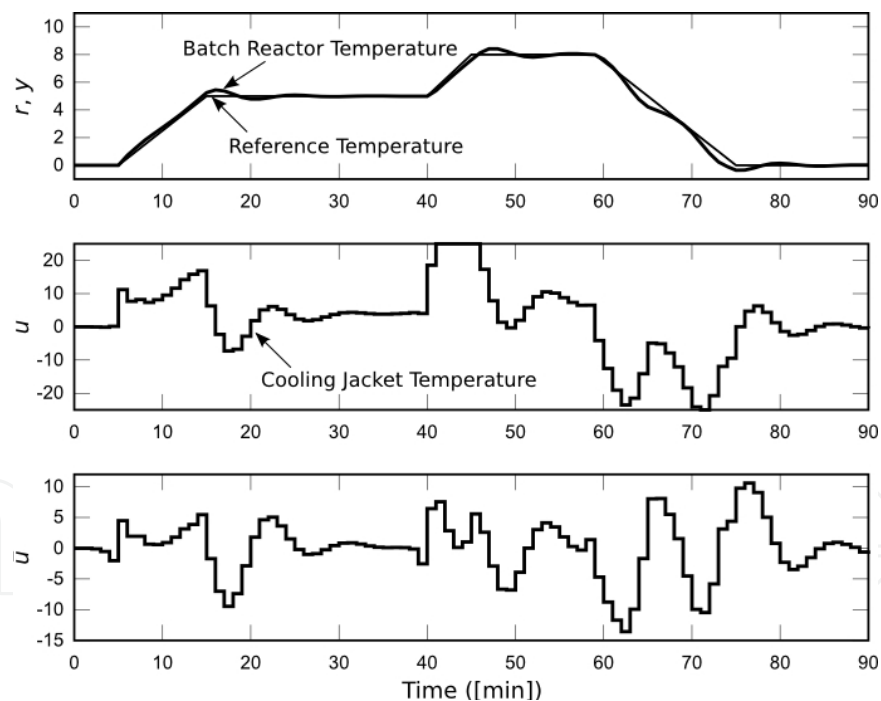 10
8
6
4
2
0
r, y
Batch Reactor Temperature
Reference Temperature
0 10 20 30 40 50 60 70 80 90
20
10
0
-10
-20
u
Cooling Jacket Temperature
0 10 20 30 40 50 60 70 80 90
10
5
0
-5
-10
-15
ū
0 10 20 30 40 50 60 70 80 90
Time ([min])